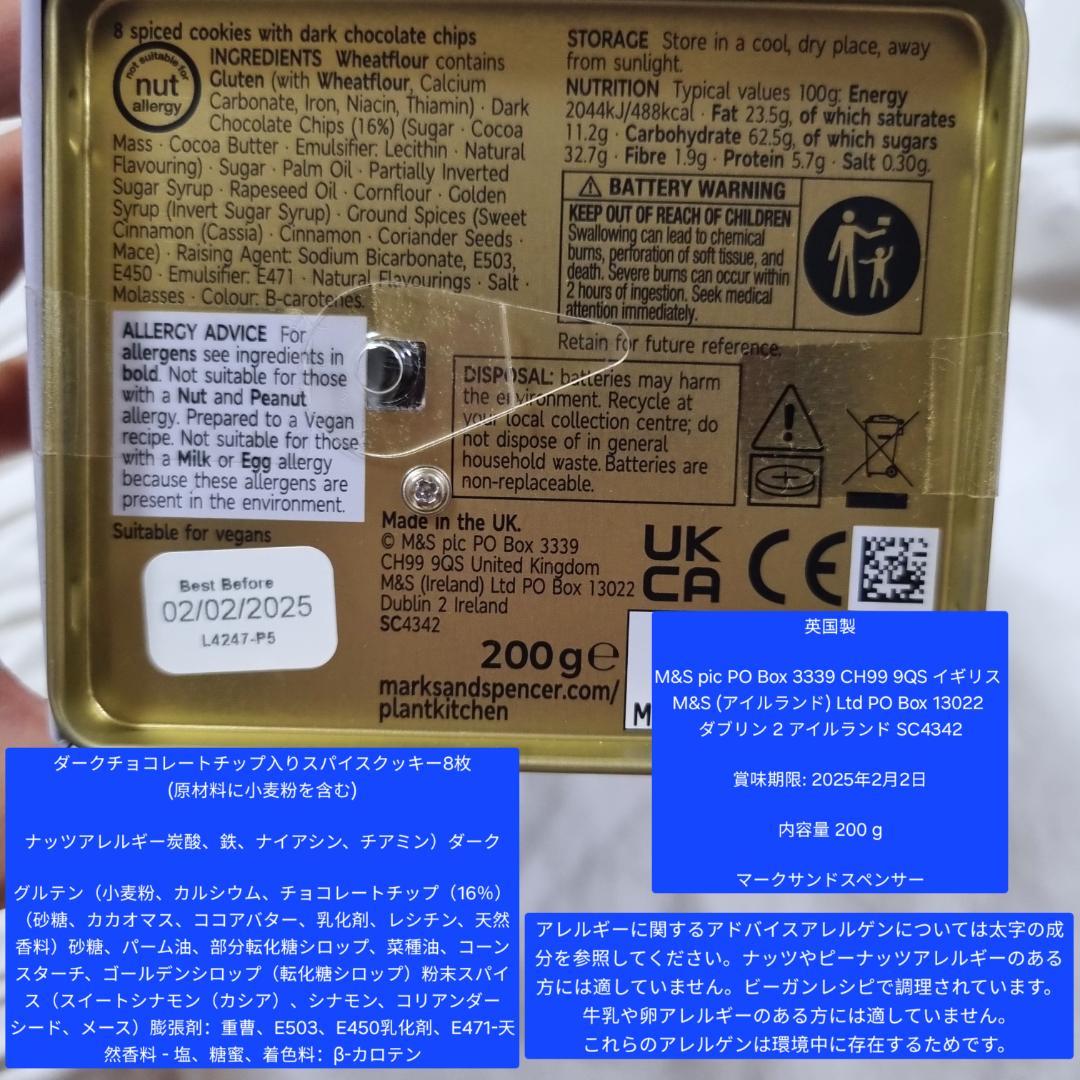 8 spiced cookies with dark chocolate chips
not suitable for
nut
allergy
INGREDIENTS Wheatflour contains
Gluten (with Wheatflour, Calcium
Carbonate, Iron, Niacin, Thiamin) · Dark
Chocolate Chips (16%) (Sugar · Cocoa
Mass · Cocoa Butter · Emulsifier: Lecithin · Natural
Flavouring) · Sugar · Palm Oil · Partially Inverted
Sugar Syrup · Rapeseed Oil · Cornflour · Golden
Syrup (Invert Sugar Syrup) · Ground Spices (Sweet
Cinnamon (Cassia) · Cinnamon · Coriander Seeds ·
Mace) · Raising Agent: Sodium Bicarbonate, E503,
E450 · Emulsifier: E471 · Natural Flavourings · Salt ·
Molasses · Colour: B-carotenes.
ALLERGY ADVICE For
allergens see ingredients in
bold. Not suitable for those
with a Nut and Peanut
allergy. Prepared to a Vegan
recipe. Not suitable for those
with a Milk or Egg allergy
because these allergens are
present in the environment.
Suitable for vegans
Best Before
02/02/2025
L4247-P5
STORAGE Store in a cool, dry place, away
from sunlight.
NUTRITION Typical values 100g: Energy
2044kJ/488kcal · Fat 23.5g, of which saturates
11.2g · Carbohydrate 62.5g, of which sugars
32.7g · Fibre 1.9g · Protein 5.7g · Salt 0.30g.
BATTERY WARNING
KEEP OUT OF REACH OF CHILDREN
Swallowing can lead to chemical
burns, perforation of soft tissue, and
death. Severe burns can occur within
2 hours of ingestion. Seek medical
attention immediately.
Retain for future reference.
DISPOSAL: batteries may harm
the environment. Recycle at
your local collection centre; do
not dispose of in general
household waste. Batteries are
non-replaceable.
Made in the UK.
© M&S plc PO Box 3339
CH99 9QS United Kingdom
M&S (Ireland) Ltd PO Box 13022
Dublin 2 Ireland
SC4342
UK
CA
CE
200g℮
marksandspencer.com/
plantkitchen
M
英国製
M&S pic PO Box 3339 CH99 9QS イギリス
M&S (アイルランド) Ltd PO Box 13022
ダブリン 2 アイルランド SC4342
賞味期限: 2025年2月2日
内容量 200 g
マークサンドスペンサー
ダークチョコレートチップ入りスパイスクッキー8枚
(原材料に小麦粉を含む)
ナッツアレルギー炭酸、鉄、ナイアシン、チアミン）ダーク
グルテン（小麦粉、カルシウム、チョコレートチップ（16%）
（砂糖、カカオマス、ココアバター、乳化剤、レシチン、天然
香料）砂糖、パーム油、部分転化糖シロップ、菜種油、コーン
スターチ、ゴールデンシロップ（転化糖シロップ）粉末スパイ
ス（スイートシナモン（カシア）、シナモン、コリアンダー
シード、メース）膨張剤：重曹、E503、E450乳化剤、E471-天
然香料 - 塩、糖蜜、着色料：β-カロテン
アレルギーに関するアドバイスアレルゲンについては太字の成
分を参照してください。ナッツやピーナッツアレルギーのある
方には適していません。ビーガンレシピで調理されています。
牛乳や卵アレルギーのある方には適していません。
これらのアレルゲンは環境中に存在するためです。